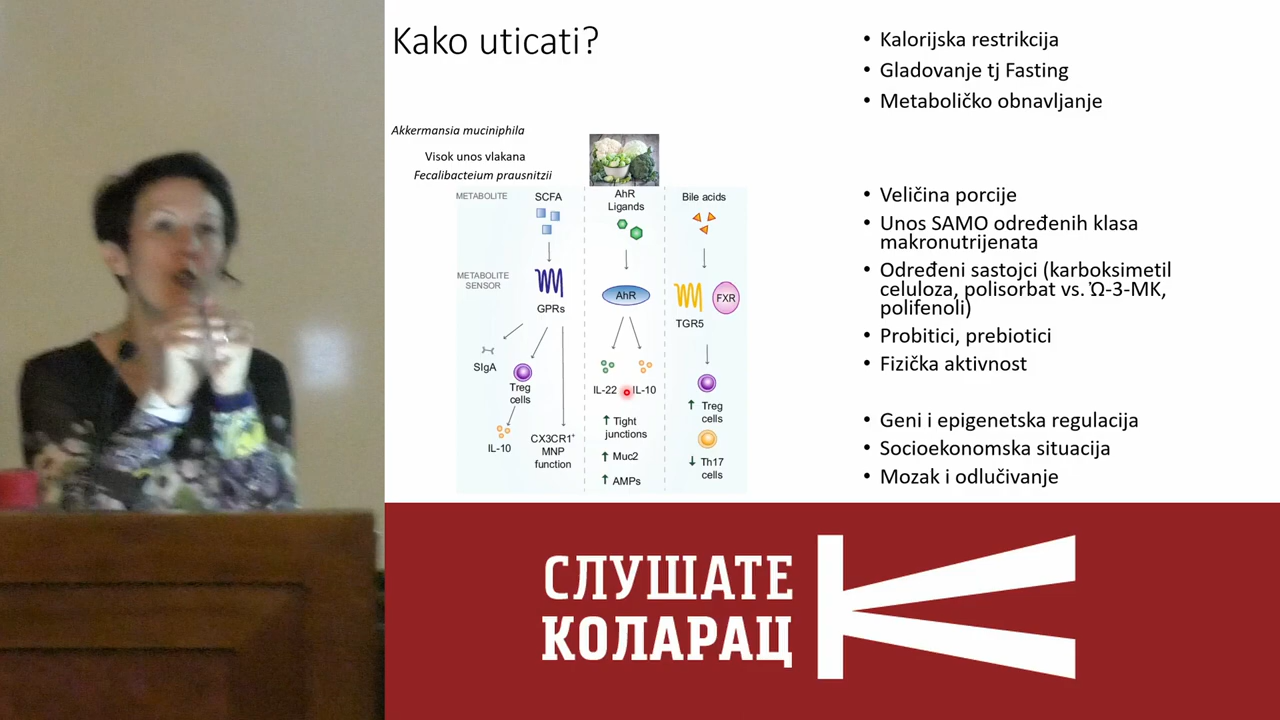 Kako uticati?
Akkermansia muciniphila
Visok unos vlakana
Fecalibacteium prausnitzii
METABOLITE
SCFA
AhR
Ligands
Bile acids
METABOLITE
SENSOR
GPRs
AhR
TGR5
FXR
SIgA
Treg
cells
IL-10
CX3CR1+
MNP
function
IL-22
IL-10
↑ Tight
junctions
↑ Muc2
↑ AMPs
↑ Treg
cells
↓ Th17
cells
• Kalorijska restrikcija
• Gladovanje tj Fasting
• Metaboličko obnavljanje
• Veličina porcije
• Unos SAMO određenih klasa
makronutrijenata
• Određeni sastojci (karboksimetil
celuloza, polisorbat vs. Ὡ-3-MK,
polifenoli)
• Probitici, prebiotici
• Fizička aktivnost
• Geni i epigenetska regulacija
• Socioekonomska situacija
• Mozak i odlučivanje
СЛУШАТЕ
КОЛАРАЦ